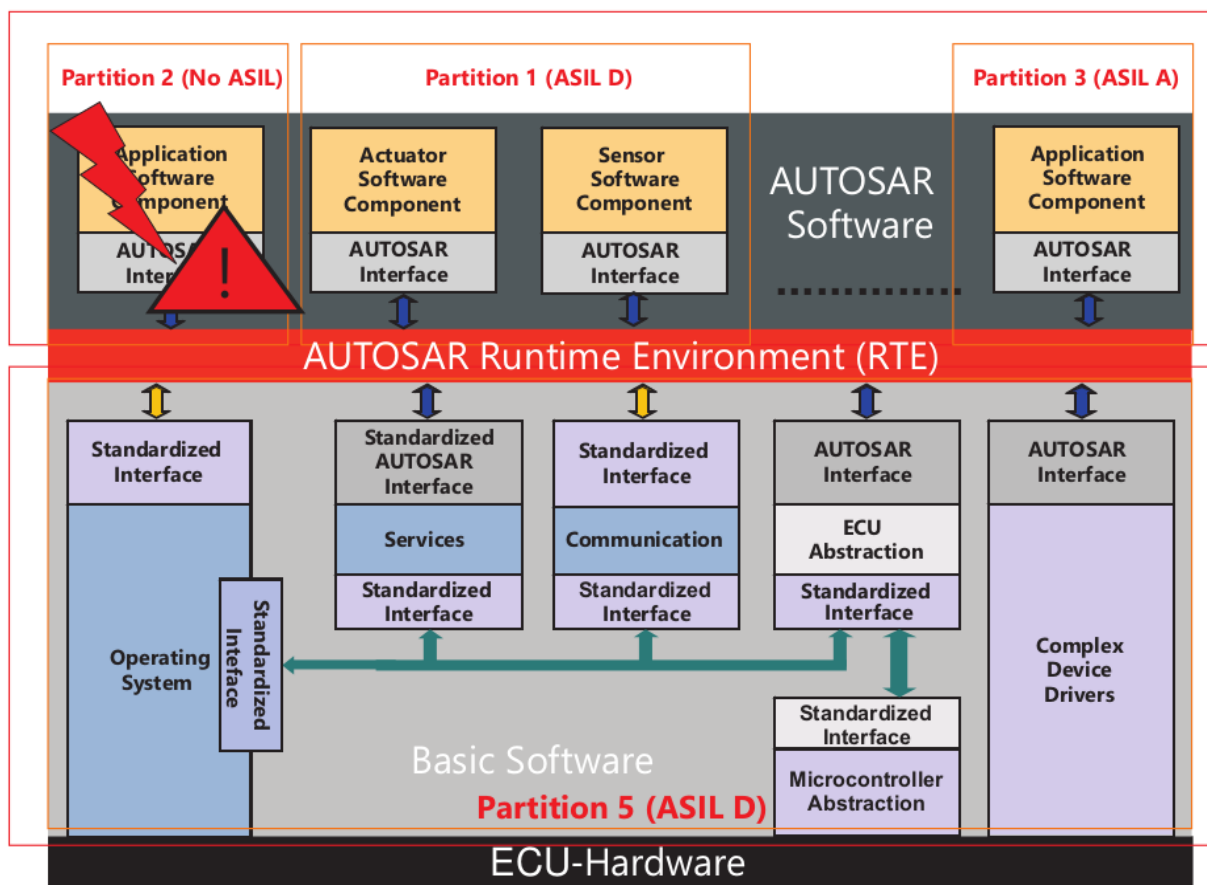 Partition 2 (No ASIL)
Partition 1 (ASIL D)
Partition 3 (ASIL A)
Application
Software
Component
AUTOSAR
Interface
!
Actuator
Software
Component
AUTOSAR
Interface
Sensor
Software
Component
AUTOSAR
Interface
AUTOSAR
Software
Application
Software
Component
AUTOSAR
Interface
AUTOSAR Runtime Environment (RTE)
Standardized
Interface
Operating
System
Standardized
Inteface
Standardized
AUTOSAR
Interface
Services
Standardized
Interface
Standardized
Interface
Communication
Standardized
Interface
AUTOSAR
Interface
ECU
Abstraction
Standardized
Interface
Standardized
Interface
Microcontroller
Abstraction
AUTOSAR
Interface
Complex
Device
Drivers
Basic Software
Partition 5 (ASIL D)
ECU-Hardware